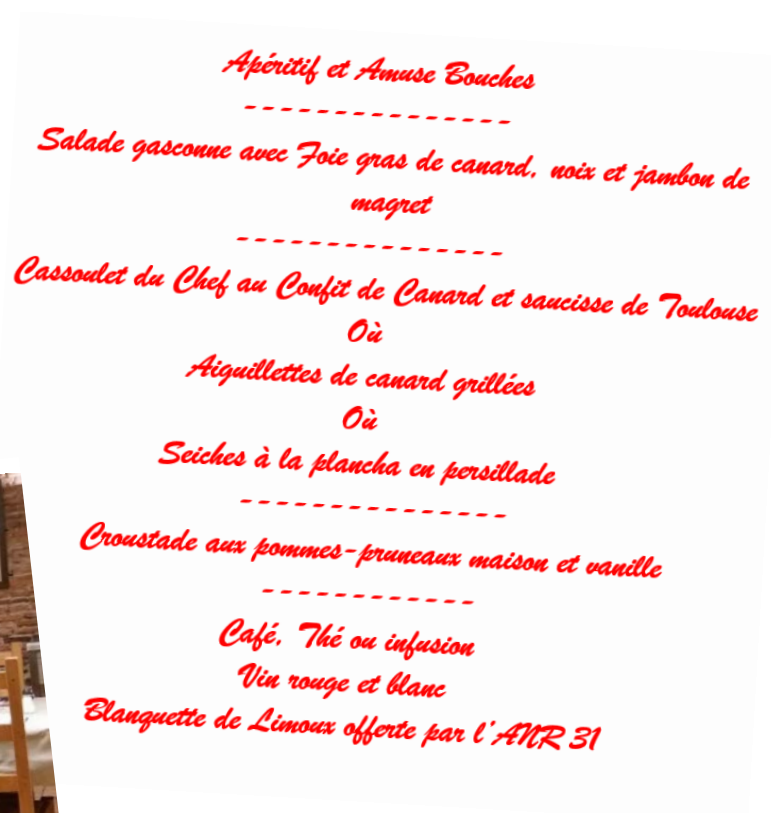 Apéritif et Amuse Bouches
---------------
Salade gasconne avec Foie gras de canard, noix et jambon de
magret
---------------
Cassoulet du Chef au Confit de Canard et saucisse de Toulouse
Où
Aiguillettes de canard grillées
Où
Seiches à la plancha en persillade
---------------
Croustade aux pommes-pruneaux maison et vanille
------------
Café, Thé ou infusion
Vin rouge et blanc
Blanquette de Limoux offerte par l'ANR 31